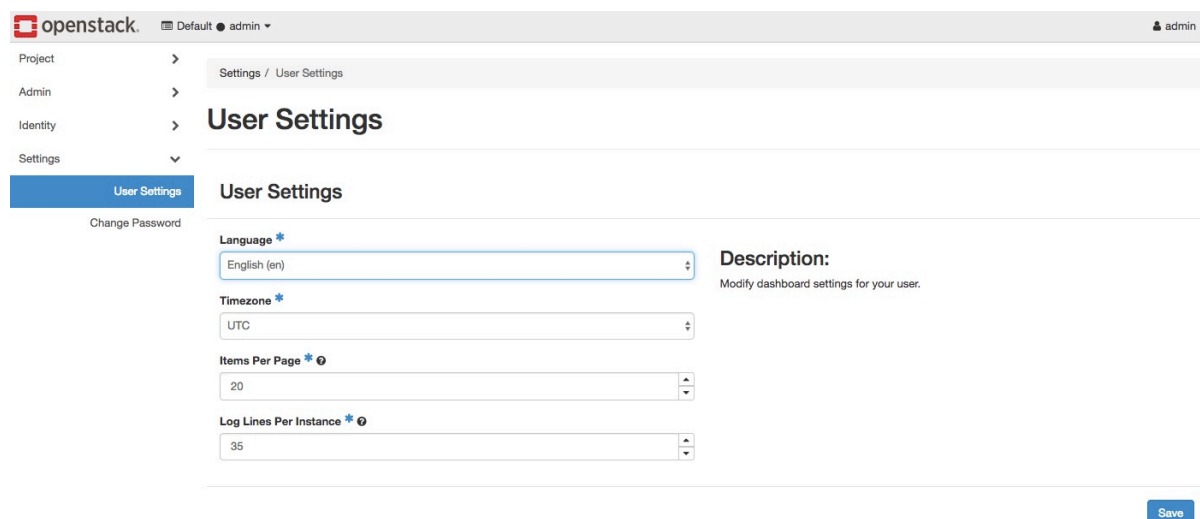 openstack. Default ● admin
admin
Project
Admin
Identity
Settings
User Settings
Change Password
Settings / User Settings
User Settings
User Settings
Language *
English (en)
Timezone *
UTC
Items Per Page *
20
Log Lines Per Instance *
35
Description:
Modify dashboard settings for your user.
Save